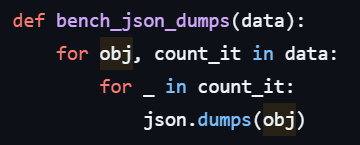 def bench_json_dumps(data):
    for obj, count_it in data:
        for _ in count_it:
            json.dumps(obj)